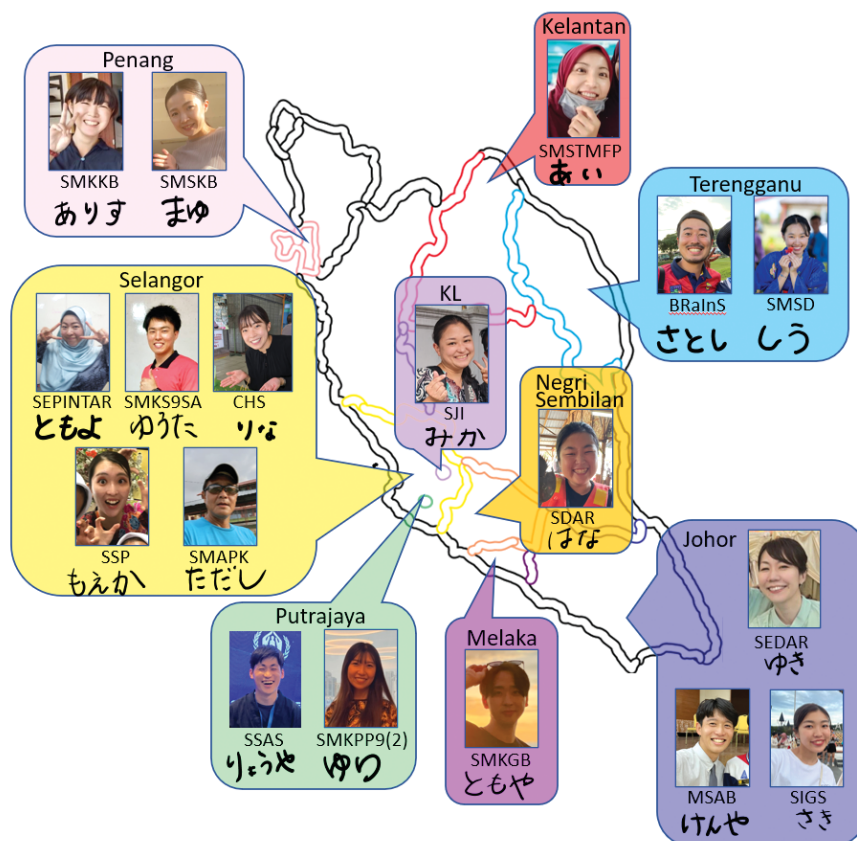 Penang
SMKKB
SMSKB
ありす
まゆ
Kelantan
SMSTMFP
あい
Terengganu
BRaInS
SMSD
さとし
しう
Selangor
SEPINTAR
SMKS9SA
CHS
ともよ
ゆうた
りな
SSP
SMAPK
もえか
ただし
KL
SJI
みか
Negri
Sembilan
SDAR
はな
Putrajaya
SSAS
SMKPP9(2)
りょうや
ゆり
Melaka
SMKGB
ともや
Johor
SEDAR
ゆき
MSAB
SIGS
けんや
さき